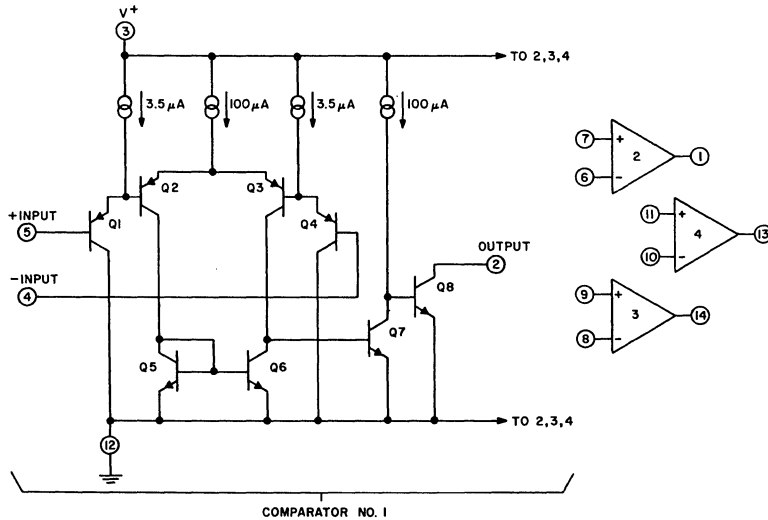 V+
3
TO 2,3,4
3.5μA
100μA
3.5μA
100μA
7
+
2
1
6
-
Q2
Q3
+INPUT
5
Q1
Q4
11
+
4
13
10
-
OUTPUT
2
-INPUT
4
Q8
9
+
3
14
8
-
Q7
Q5
Q6
TO 2,3,4
12
COMPARATOR NO. 1